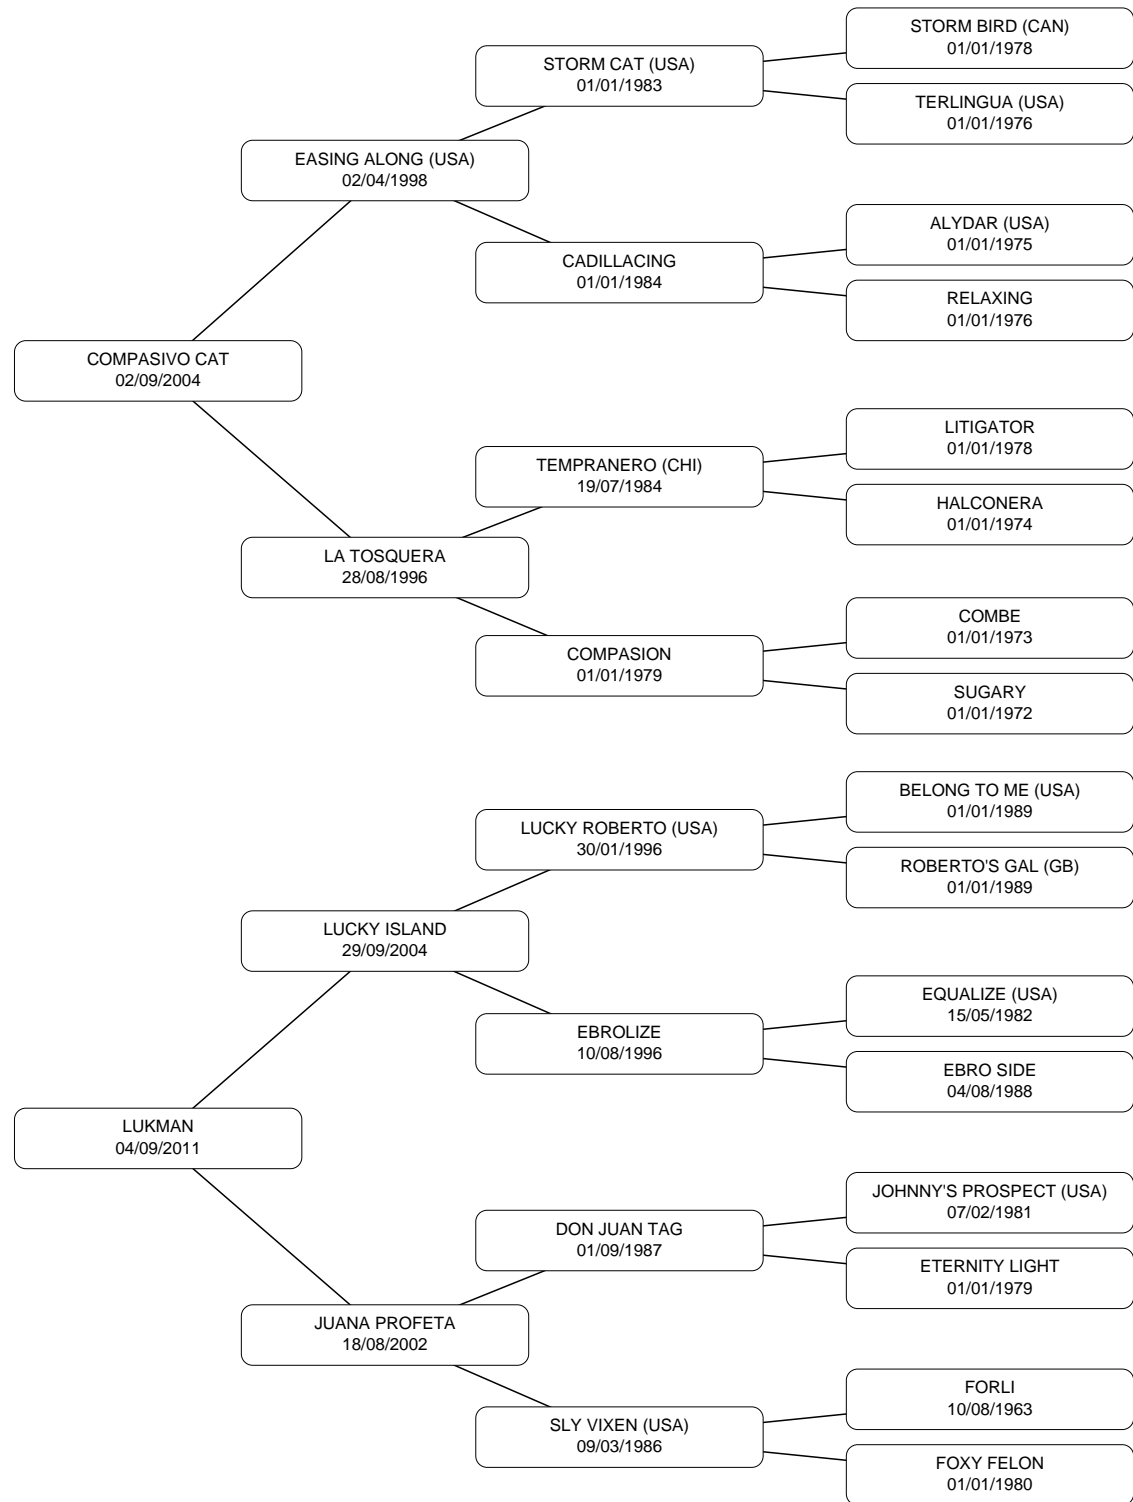 STORM BIRD (CAN)
01/01/1978
STORM CAT (USA)
01/01/1983
TERLINGUA (USA)
01/01/1976
EASING ALONG (USA)
02/04/1998
ALYDAR (USA)
01/01/1975
CADILLACING
01/01/1984
RELAXING
01/01/1976
COMPASIVO CAT
02/09/2004
LITIGATOR
01/01/1978
TEMPRANERO (CHI)
19/07/1984
HALCONERA
01/01/1974
LA TOSQUERA
28/08/1996
COMBE
01/01/1973
COMPASION
01/01/1979
SUGARY
01/01/1972
BELONG TO ME (USA)
01/01/1989
LUCKY ROBERTO (USA)
30/01/1996
ROBERTO'S GAL (GB)
01/01/1989
LUCKY ISLAND
29/09/2004
EQUALIZE (USA)
15/05/1982
EBROLIZE
10/08/1996
EBRO SIDE
04/08/1988
LUKMAN
04/09/2011
JOHNNY'S PROSPECT (USA)
07/02/1981
DON JUAN TAG
01/09/1987
ETERNITY LIGHT
01/01/1979
JUANA PROFETA
18/08/2002
FORLI
10/08/1963
SLY VIXEN (USA)
09/03/1986
FOXY FELON
01/01/1980